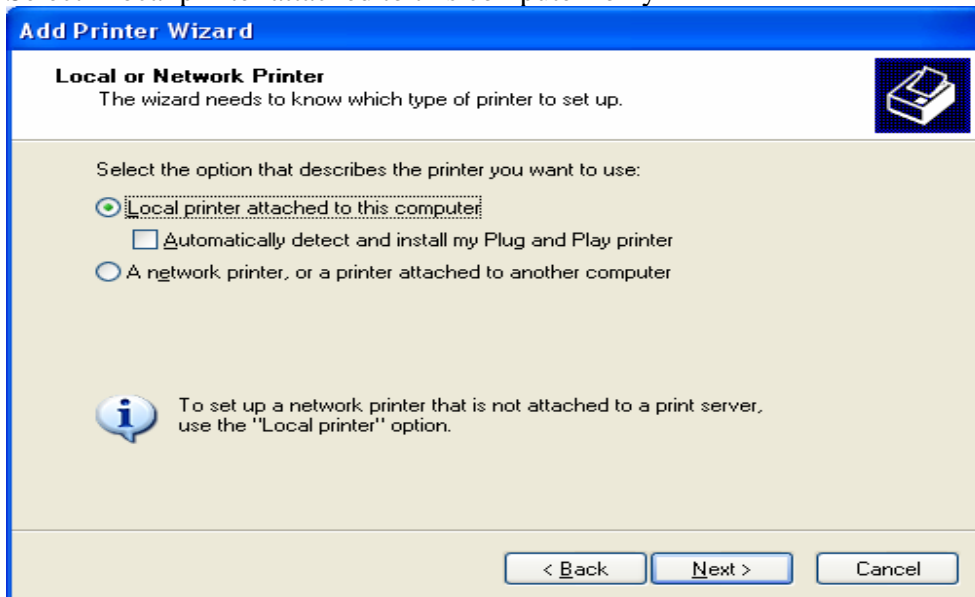 Add Printer Wizard
Local or Network Printer
The wizard needs to know which type of printer to set up.
Select the option that describes the printer you want to use:
Local printer attached to this computer
Automatically detect and install my Plug and Play printer
A network printer, or a printer attached to another computer
To set up a network printer that is not attached to a print server,
use the "Local printer" option.
< Back
Next >
Cancel